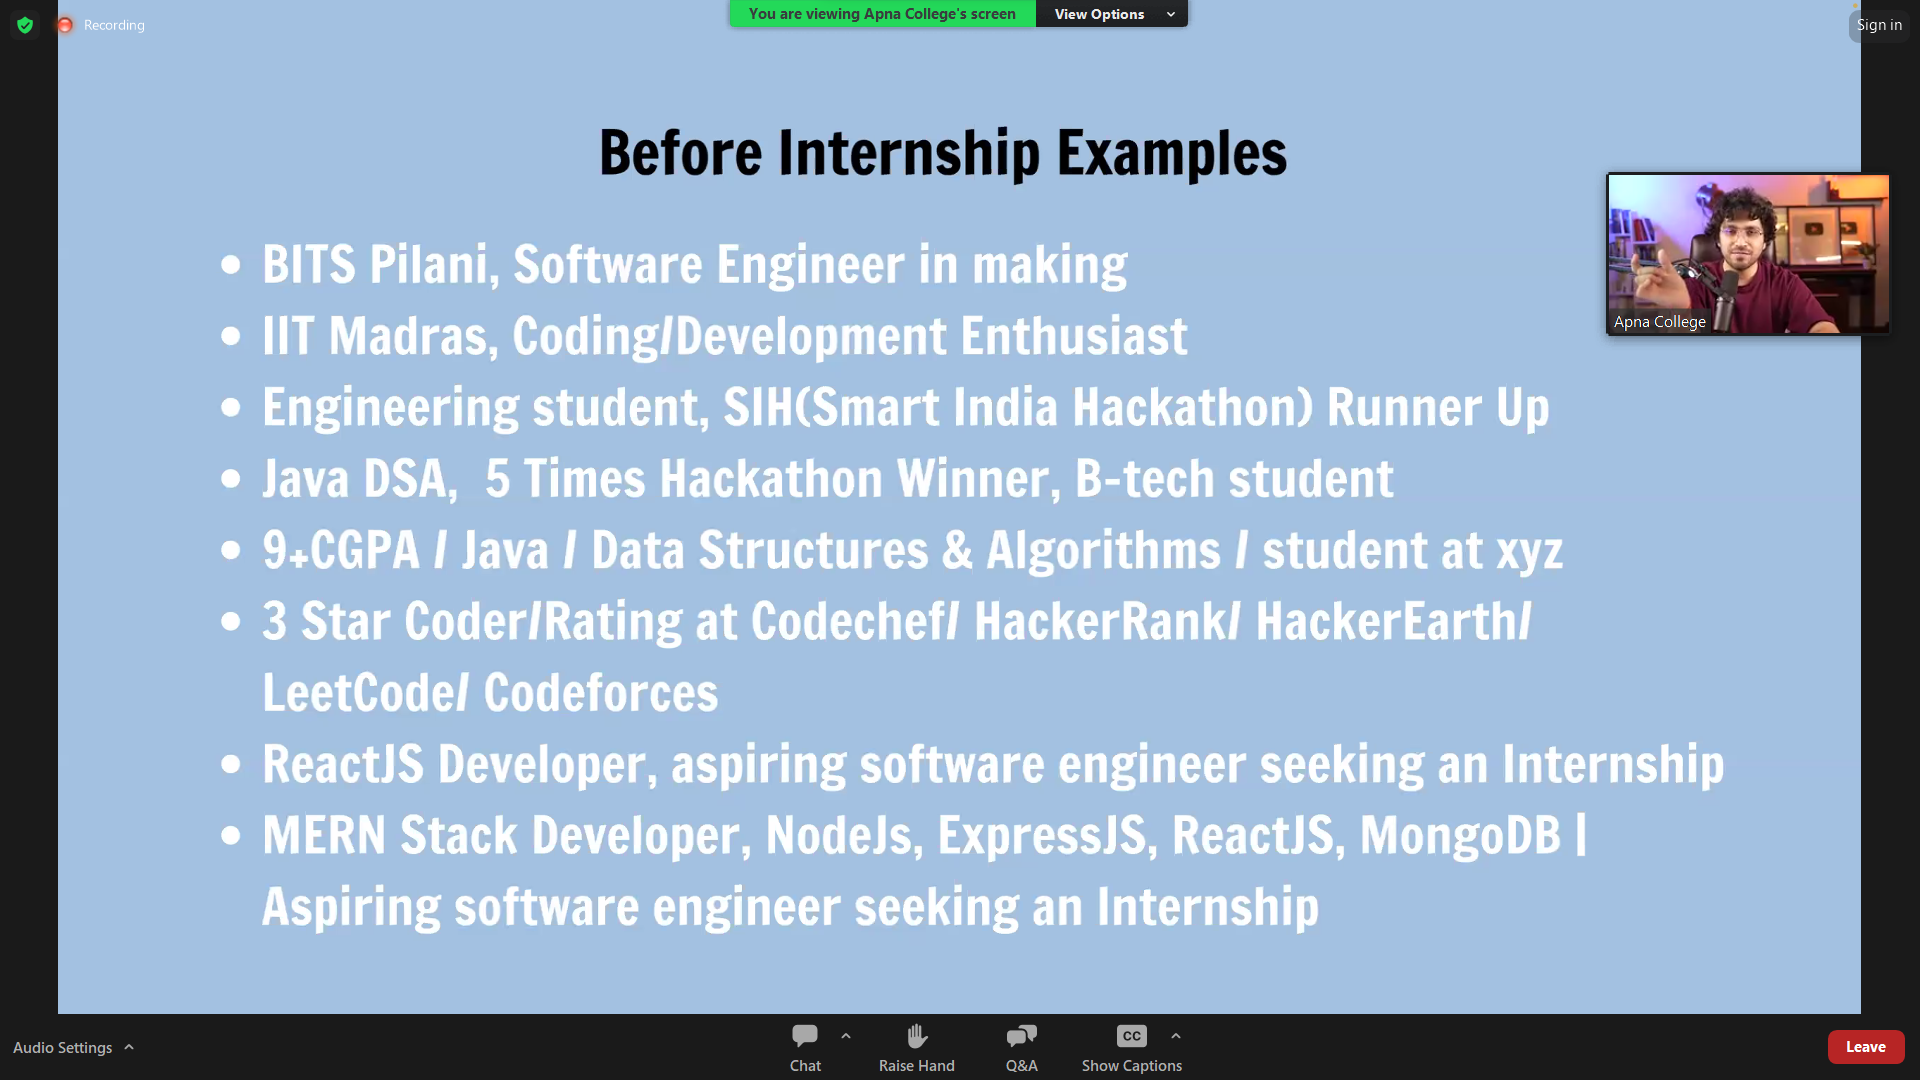 Recording
You are viewing Apna College's screen View Options
Sign in
Before Internship Examples
• BITS Pilani, Software Engineer in making
• IIT Madras, Coding/Development Enthusiast
• Engineering student, SIH(Smart India Hackathon) Runner Up
• Java DSA,  5 Times Hackathon Winner, B-tech student
• 9+CGPA / Java / Data Structures & Algorithms / student at xyz
• 3 Star Coder/Rating at Codechef/ HackerRank/ HackerEarth/
LeetCode/ Codeforces
• ReactJS Developer, aspiring software engineer seeking an Internship
• MERN Stack Developer, NodeJs, ExpressJS, ReactJS, MongoDB |
Aspiring software engineer seeking an Internship
Apna College
Audio Settings
Chat
Raise Hand
Q&A
CC
Show Captions
Leave